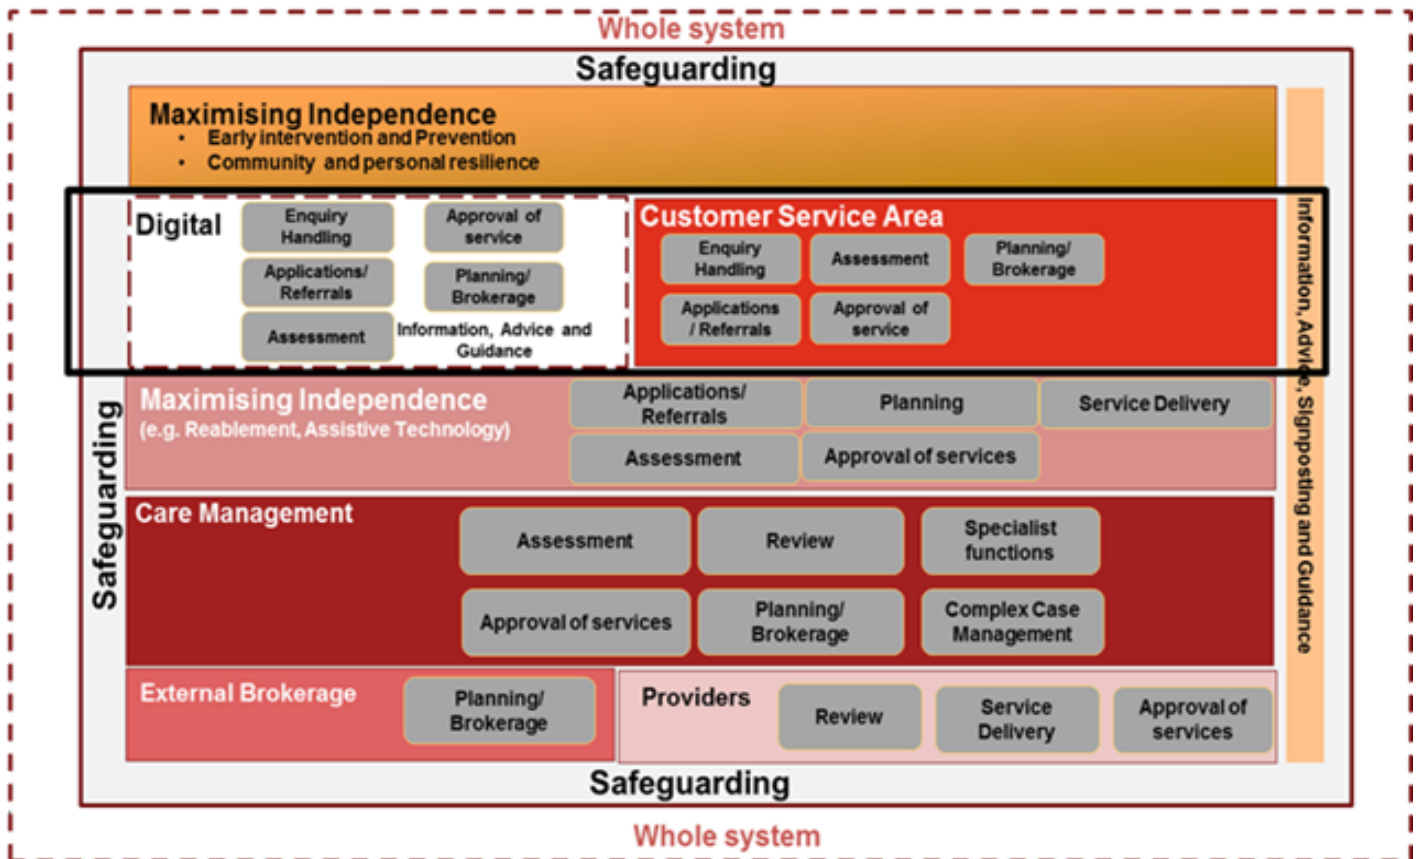 Whole system
Safeguarding
Maximising Independence
• Early intervention and Prevention
• Community and personal resilience
Digital
Enquiry
Handling
Approval of
service
Applications/
Referrals
Planning/
Brokerage
Assessment
Information, Advice and
Guidance
Customer Service Area
Enquiry
Handling
Assessment
Planning/
Brokerage
Applications
/ Referrals
Approval of
service
Maximising Independence
(e.g. Reablement, Assistive Technology)
Applications/
Referrals
Planning
Service Delivery
Assessment
Approval of services
Care Management
Assessment
Review
Specialist
functions
Approval of services
Planning/
Brokerage
Complex Case
Management
External Brokerage
Planning/
Brokerage
Providers
Review
Service
Delivery
Approval of
services
Safeguarding
Information, Advice, Signposting and Guidance
Safeguarding
Whole system